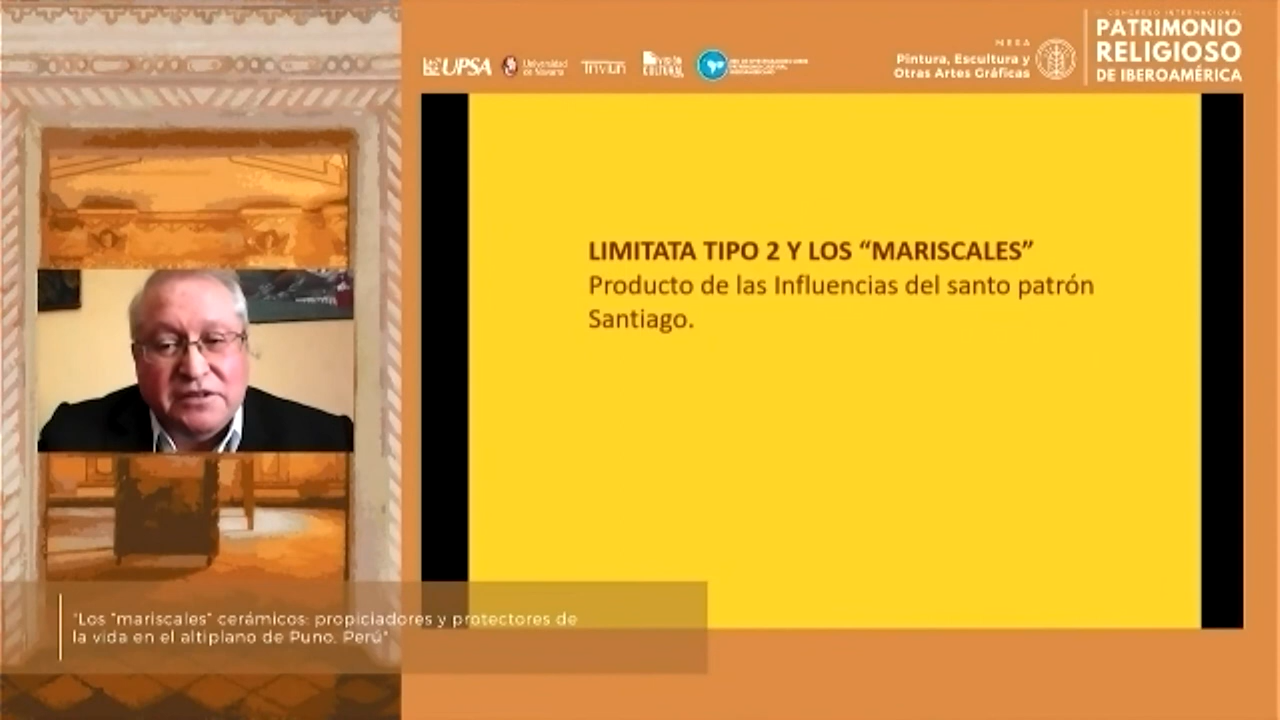 CONGRESO INTERNACIONAL
PATRIMONIO
RELIGIOSO
DE IBEROAMÉRICA
MESA
Pintura, Escultura y
Otras Artes Gráficas
UPSA
Universidad
de Navarra
LIMITATA TIPO 2 Y LOS “MARISCALES”
Producto de las Influencias del santo patrón
Santiago.
"Los "mariscales" cerámicos: propiciadores y protectores de
la vida en el altiplano de Puno. Perú"